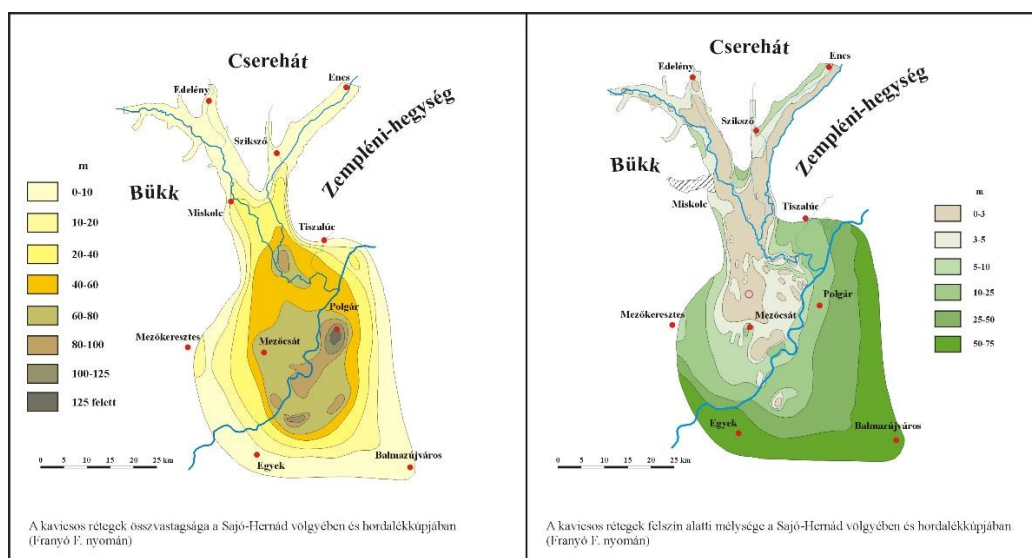 Cserehát
Edelény
Encs
Szikszó
Zempléni-hegység
Bükk
Miskolc
Tiszalúc
Polgár
Mezőkeresztes
Mezőcsát
Egyek
Balmazújváros
m
0-10
10-20
20-40
40-60
60-80
80-100
100-125
125 felett
0 5 10 15 20 25 km
A kavicsos rétegek összvastagsága a Sajó-Hernád völgyében és hordalékkúpjában
(Franyó F. nyomán)
Cserehát
Edelény
Encs
Szikszó
Zempléni-hegység
Bükk
Miskolc
Tiszalúc
Polgár
Mezőkeresztes
Mezőcsát
Egyek
Balmazújváros
m
0-3
3-5
5-10
10-25
25-50
50-75
0 5 10 15 20 25 km
A kavicsos rétegek felszín alatti mélysége a Sajó-Hernád völgyében és hordalékkúpjában
(Franyó F. nyomán)